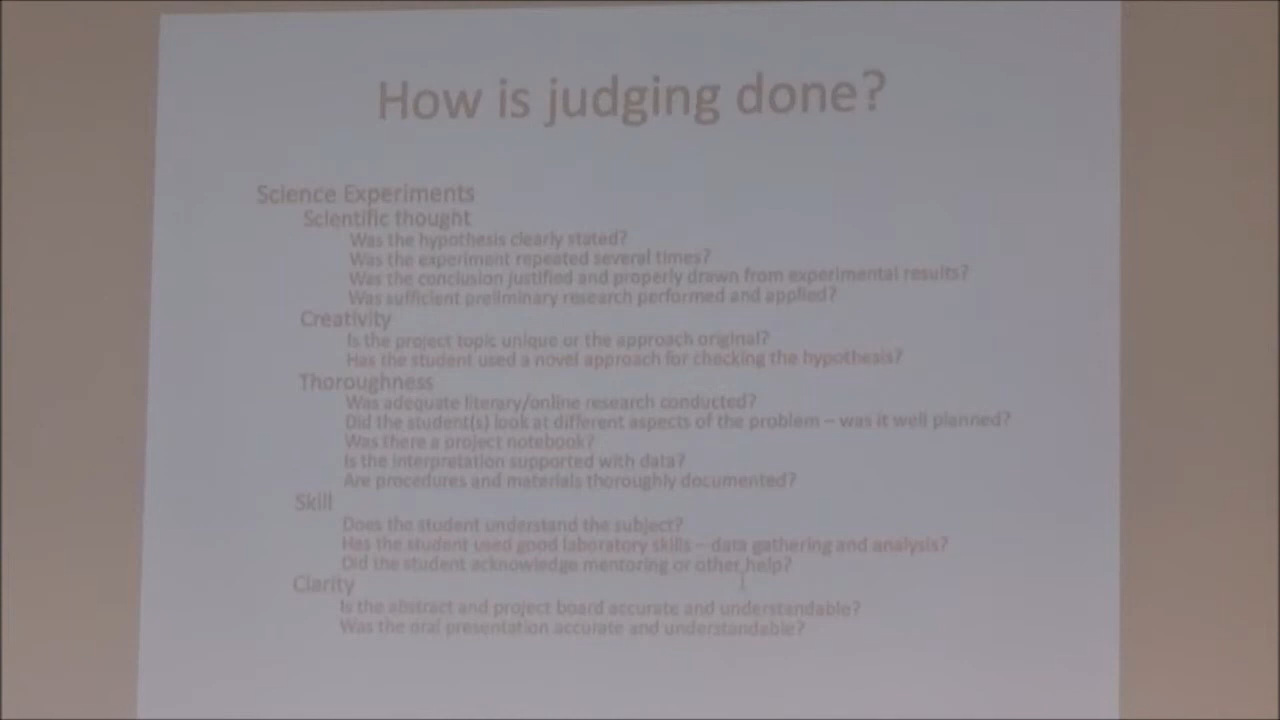 How is judging done?
Science Experiments
Scientific thought
Was the hypothesis clearly stated?
Was the experiment repeated several times?
Was the conclusion justified and properly drawn from experimental results?
Was sufficient preliminary research performed and applied?
Creativity
Is the project topic unique or the approach original?
Has the student used a novel approach for checking the hypothesis?
Thoroughness
Was adequate literary/online research conducted?
Did the student(s) look at different aspects of the problem – was it well planned?
Was there a project notebook?
Is the interpretation supported with data?
Are procedures and materials thoroughly documented?
Skill
Does the student understand the subject?
Has the student used good laboratory skills – data gathering and analysis?
Did the student acknowledge mentoring or other help?
Clarity
Is the abstract and project board accurate and understandable?
Was the oral presentation accurate and understandable?